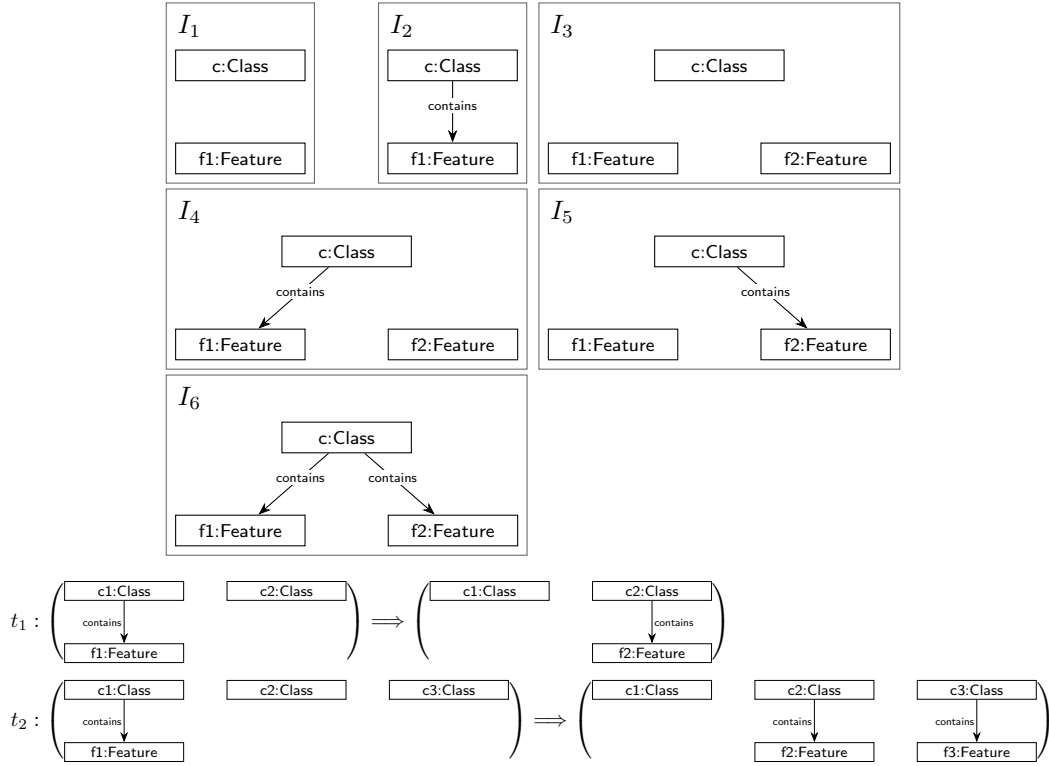 I₁ I₂ I₃
c:Class c:Class c:Class
contains
f1:Feature f1:Feature f1:Feature f2:Feature
I₄ I₅
c:Class c:Class
contains contains
f1:Feature f2:Feature f1:Feature f2:Feature
I₆
c:Class
contains contains
f1:Feature f2:Feature
c1:Class c2:Class c1:Class c2:Class
t₁ : ( contains ) ⟹ ( contains )
f1:Feature f2:Feature
c1:Class c2:Class c3:Class c1:Class c2:Class c3:Class
t₂ : ( contains ) ⟹ ( contains contains )
f1:Feature f2:Feature f3:Feature